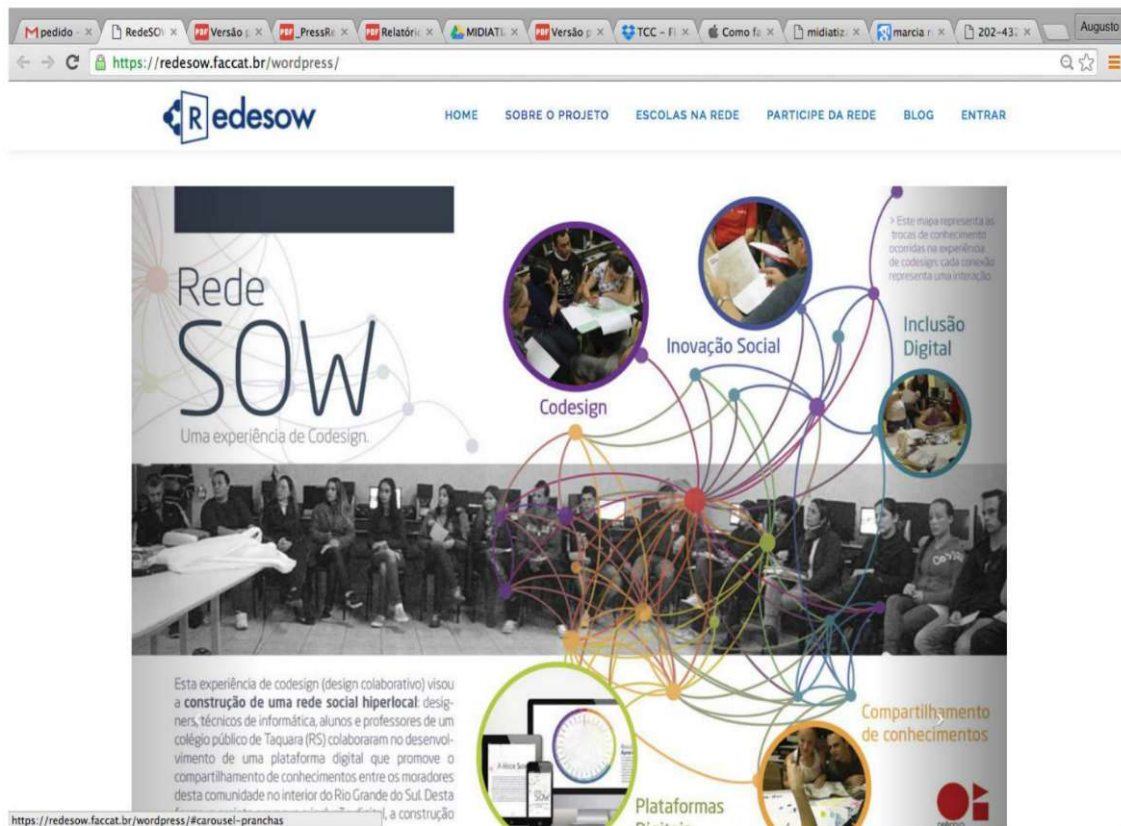 pedido
RedeSOW
Versão p
_PressRe
Relatóric
MIDIATI
Versão p
TCC - F
Como fa
midiatiz
marcia r
202-437
Augusto
https://redesow.faccat.br/wordpress/
Redesow
HOME SOBRE O PROJETO ESCOLAS NA REDE PARTICIPE DA REDE BLOG ENTRAR
> Este mapa representa as
trocas de conhecimento
ocorridas na experiência
de codesign: cada conexão
representa uma interação.
Rede
SOW
Uma experiência de Codesign.
Codesign
Inovação Social
Inclusão
Digital
Esta experiência de codesign (design colaborativo) visou
a construção de uma rede social hiperlocal: desig-
ners, técnicos de informática, alunos e professores de um
colégio público de Taquara (RS) colaboraram no desenvol-
vimento de uma plataforma digital que promove o
compartilhamento de conhecimentos entre os moradores
desta comunidade no interior do Rio Grande do Sul. Desta
a construção
Compartilhamento
de conhecimentos
Plataformas
Digitais
https://redesow.faccat.br/wordpress/#carousel-pranchas